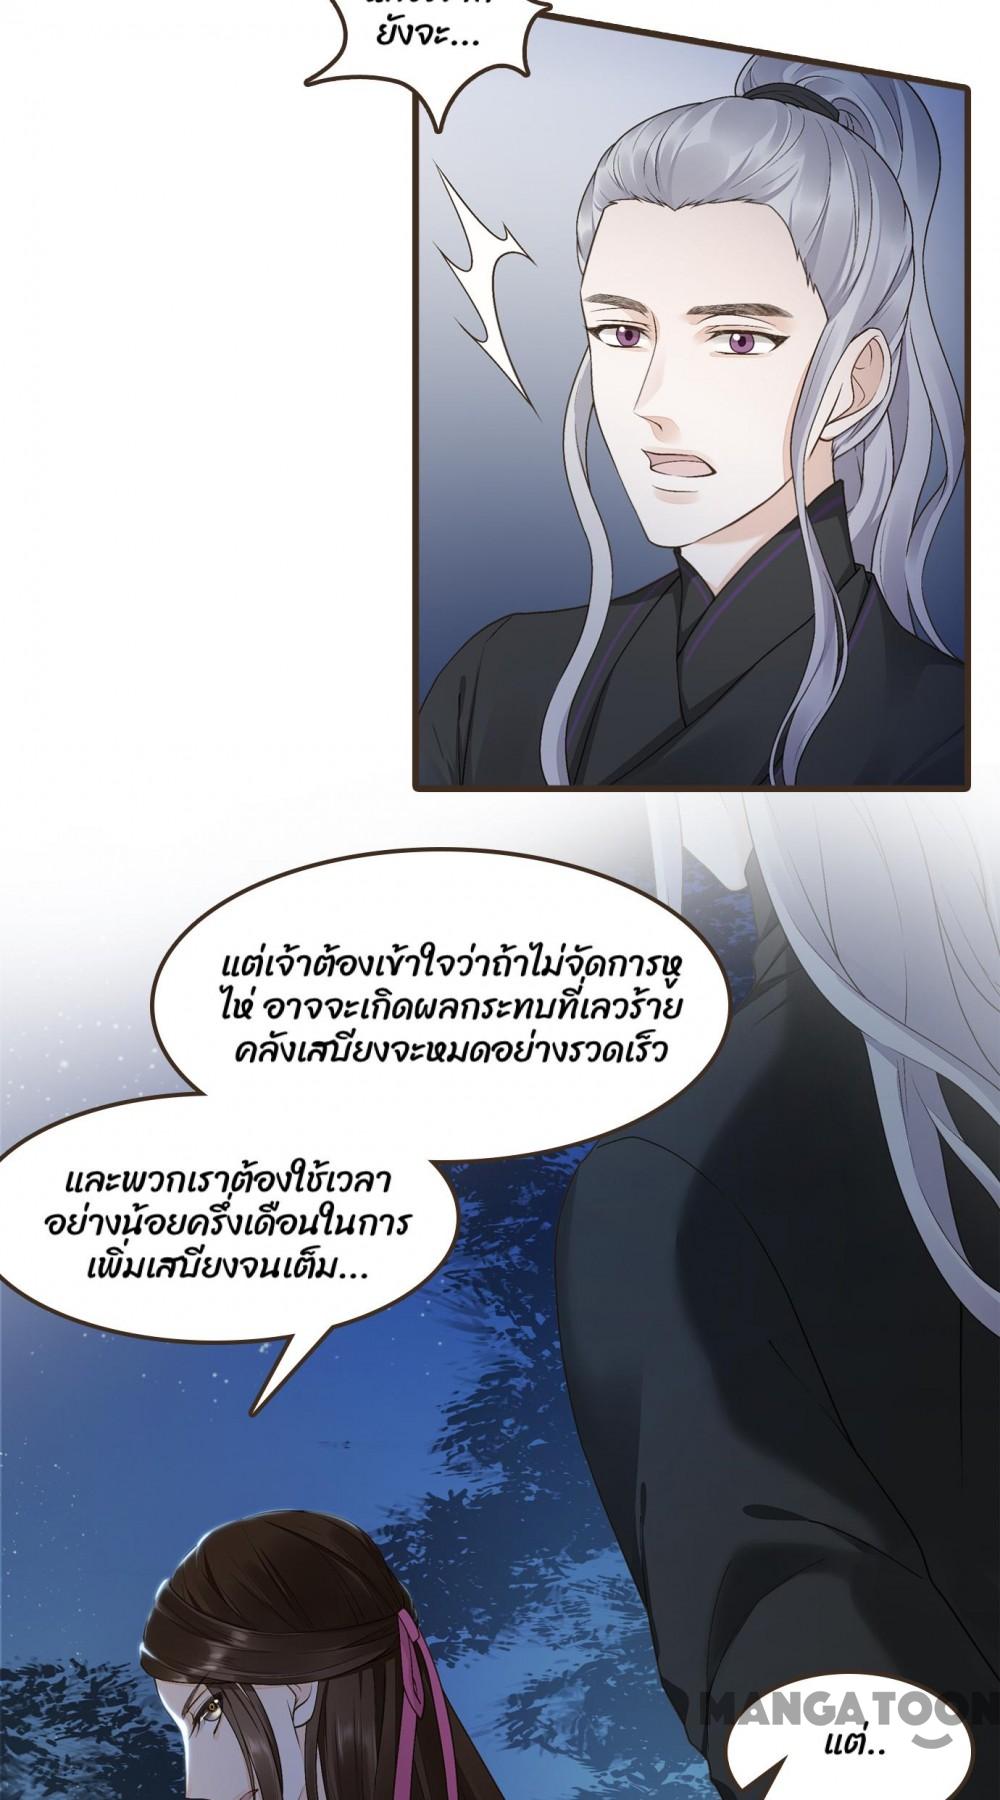 ยังจะ...
แต่เจ้าต้องเข้าใจว่าถ้าไม่จัดการหู
ไห่ อาจจะเกิดผลกระทบที่เลวร้าย
คลังเสบียงจะหมดอย่างรวดเร็ว
และพวกเราต้องใช้เวลา
อย่างน้อยครึ่งเดือนในการ
เพิ่มเสบียงจนเต็ม...
MANGATOON
แต่..